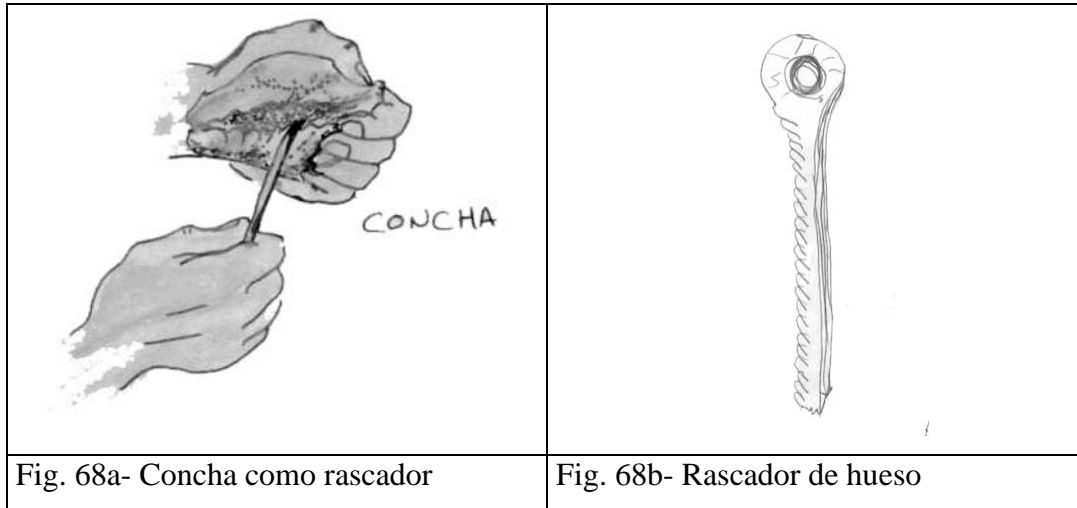 CONCHA
Fig. 68a- Concha como rascador
Fig. 68b- Rascador de hueso